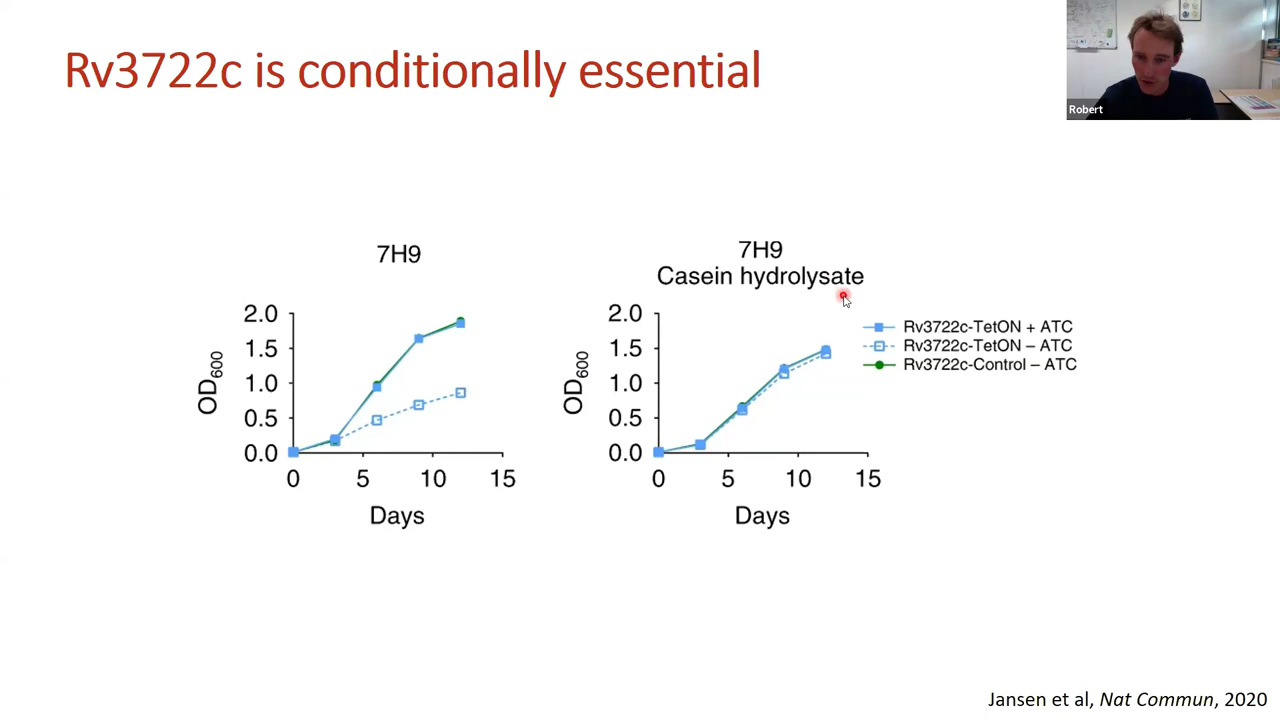 Rv3722c is conditionally essential
Robert
7H9
OD600
2.0
1.5
1.0
0.5
0.0
0 5 10 15
Days
7H9
Casein hydrolysate
OD600
2.0
1.5
1.0
0.5
0.0
0 5 10 15
Days
Rv3722c-TetON + ATC
Rv3722c-TetON – ATC
Rv3722c-Control – ATC
Jansen et al, Nat Commun, 2020